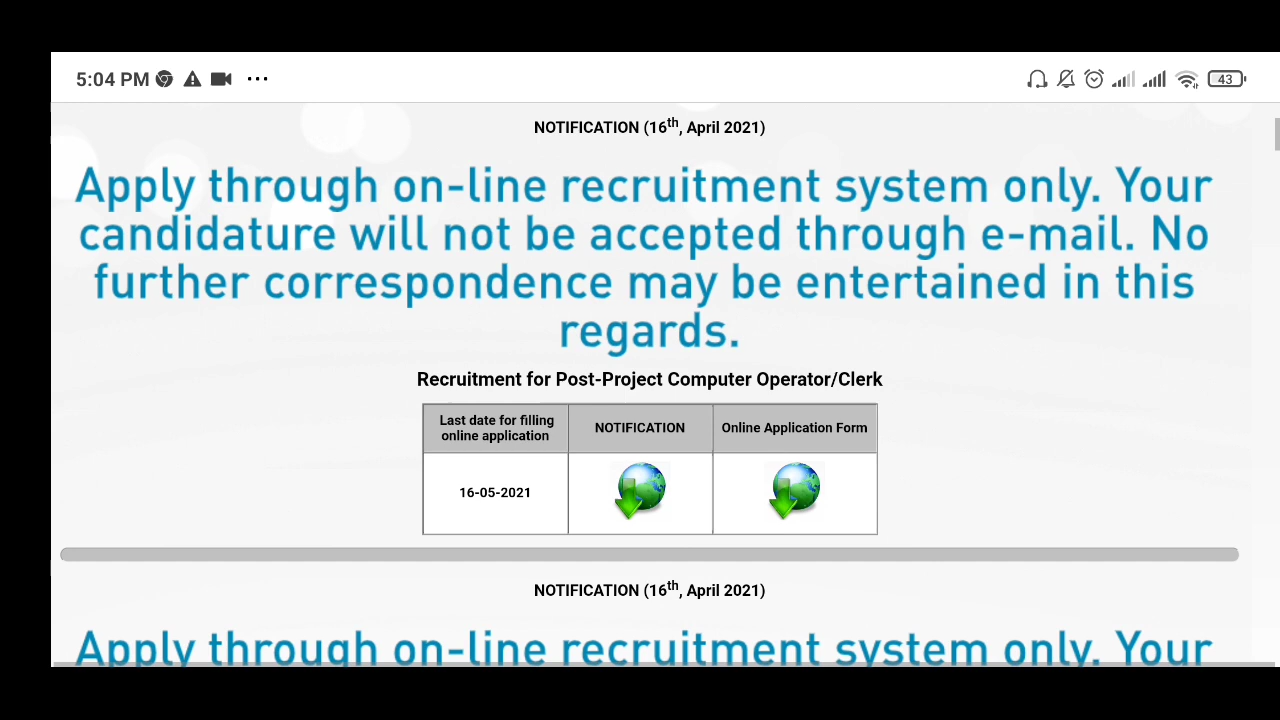 5:04 PM
43
NOTIFICATION (16th, April 2021)
Apply through on-line recruitment system only. Your
candidature will not be accepted through e-mail. No
further correspondence may be entertained in this
regards.
Recruitment for Post-Project Computer Operator/Clerk
Last date for filling
online application
NOTIFICATION
Online Application Form
16-05-2021
NOTIFICATION (16th, April 2021)
Apply through on-line recruitment system only. Your